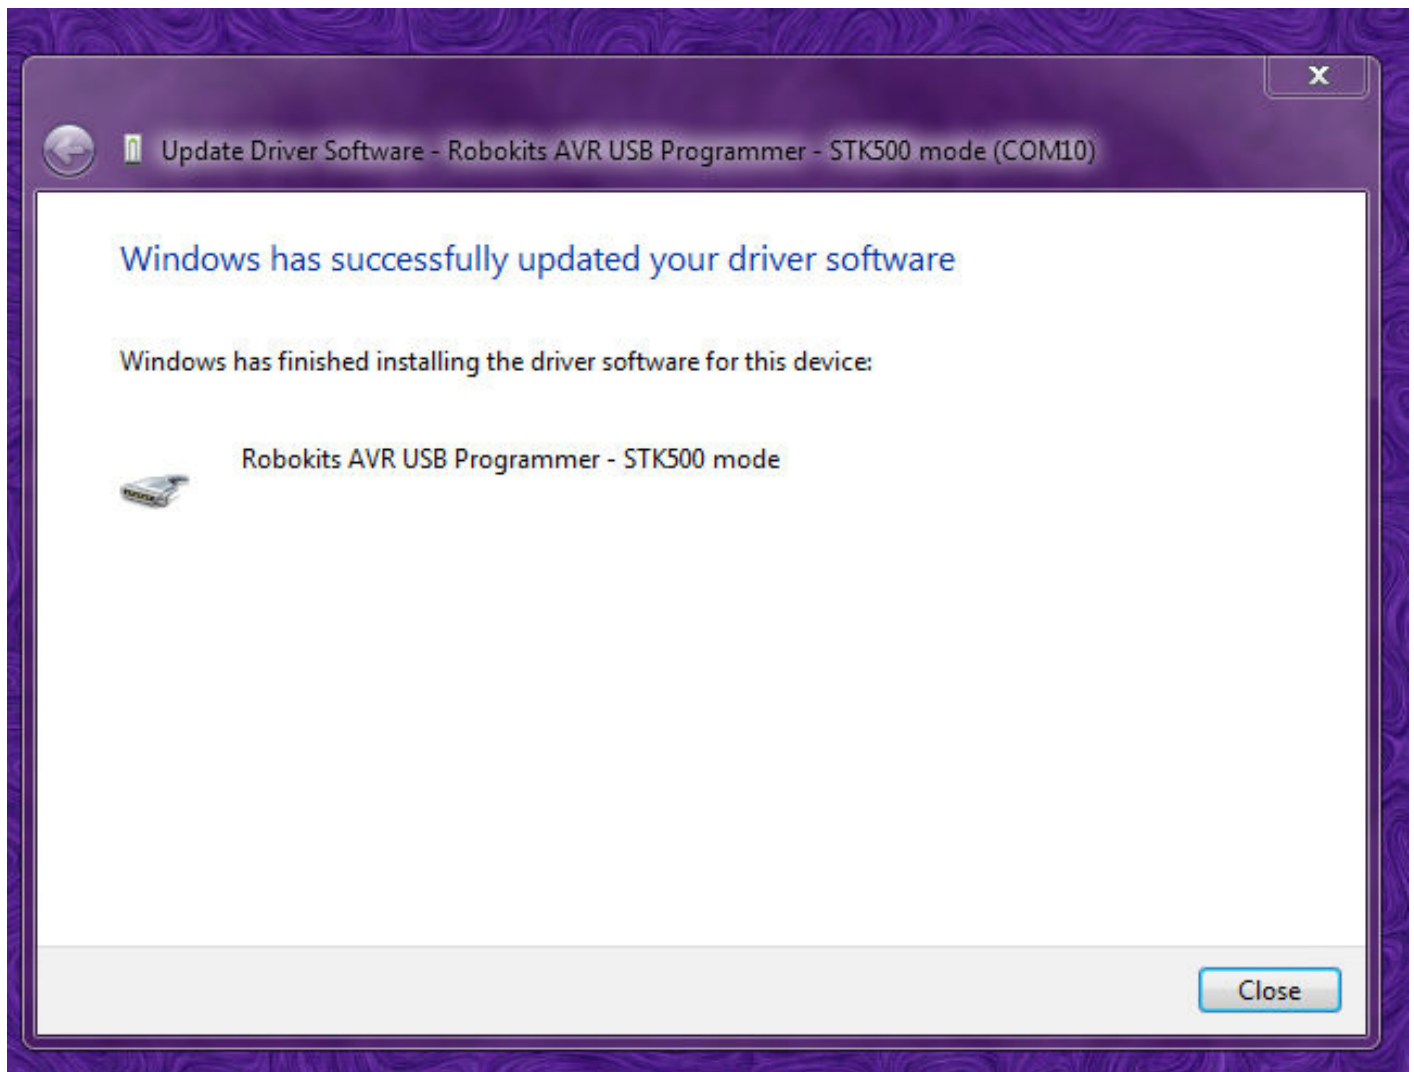 X
Update Driver Software - Robokits AVR USB Programmer - STK500 mode (COM10)
Windows has successfully updated your driver software
Windows has finished installing the driver software for this device:
Robokits AVR USB Programmer - STK500 mode
Close